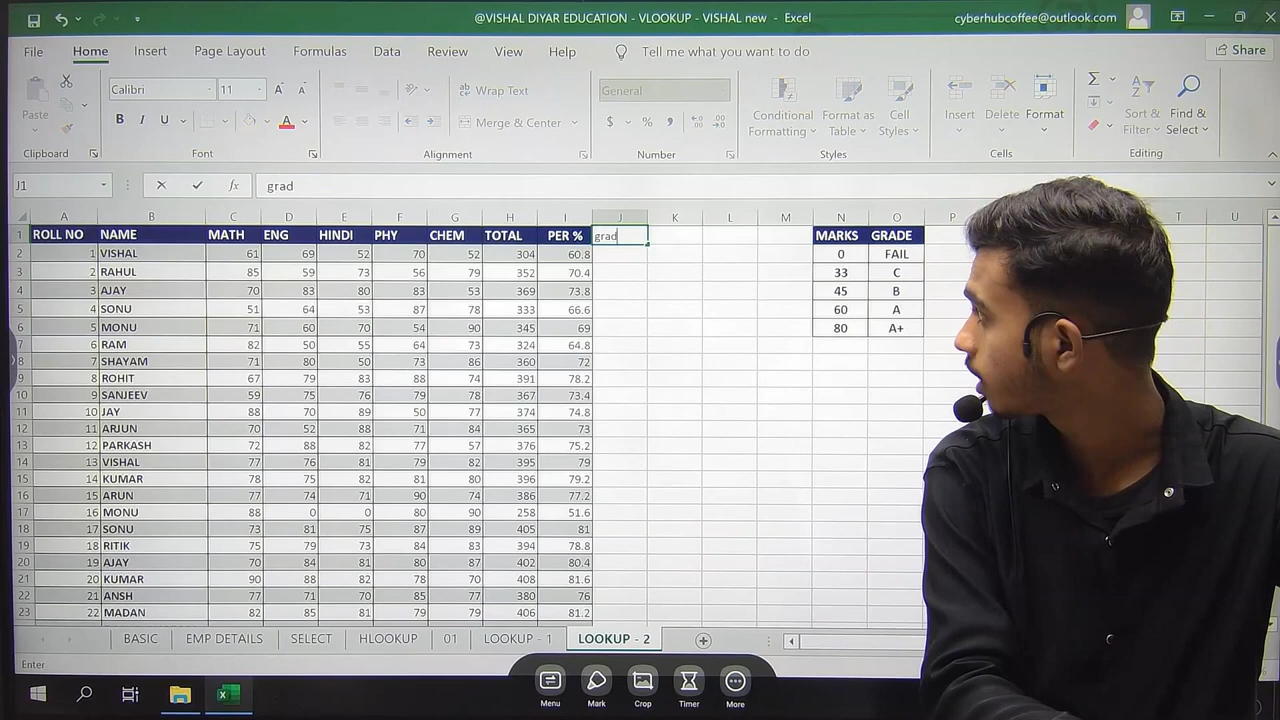 @VISHAL DIYAR EDUCATION - VLOOKUP - VISHAL new - Excel
cyberhubcoffee@outlook.com
File Home Insert Page Layout Formulas Data Review View Help Tell me what you want to do Share
Calibri 11 Wrap Text General
Paste
B I U A Merge & Center $ % Conditional Formatting Format as Table Cell Styles Insert Delete Format Sort & Filter Find & Select
Clipboard Font Alignment Number Styles Cells Editing
J1 fx grad
A B C D E F G H I J K L M N O P T U
1 ROLL NO NAME MATH ENG HINDI PHY CHEM TOTAL PER % grad MARKS GRADE
2 1 VISHAL 61 69 52 70 52 304 60.8 0 FAIL
3 2 RAHUL 85 59 73 56 79 352 70.4 33 C
4 3 AJAY 70 83 80 83 53 369 73.8 45 B
5 4 SONU 51 64 53 87 78 333 66.6 60 A
6 5 MONU 71 60 70 54 90 345 69 80 A+
7 6 RAM 82 50 55 64 73 324 64.8
8 7 SHAYAM 71 80 50 73 86 360 72
9 8 ROHIT 67 79 83 88 74 391 78.2
10 9 SANJEEV 59 75 76 79 78 367 73.4
11 10 JAY 88 70 89 50 77 374 74.8
12 11 ARJUN 70 52 88 71 84 365 73
13 12 PARKASH 72 88 82 77 57 376 75.2
14 13 VISHAL 77 76 81 79 82 395 79
15 14 KUMAR 78 75 82 81 80 396 79.2
16 15 ARUN 77 74 71 90 74 386 77.2
17 16 MONU 88 0 0 80 90 258 51.6
18 17 SONU 73 81 75 87 89 405 81
19 18 RITIK 75 79 73 84 83 394 78.8
20 19 AJAY 70 84 81 80 87 402 80.4
21 20 KUMAR 90 88 82 78 70 408 81.6
22 21 ANSH 77 71 70 85 77 380 76
23 22 MADAN 82 85 81 79 79 406 81.2
BASIC EMP DETAILS SELECT HLOOKUP 01 LOOKUP - 1 LOOKUP - 2
Enter
Menu Mark Crop Timer More